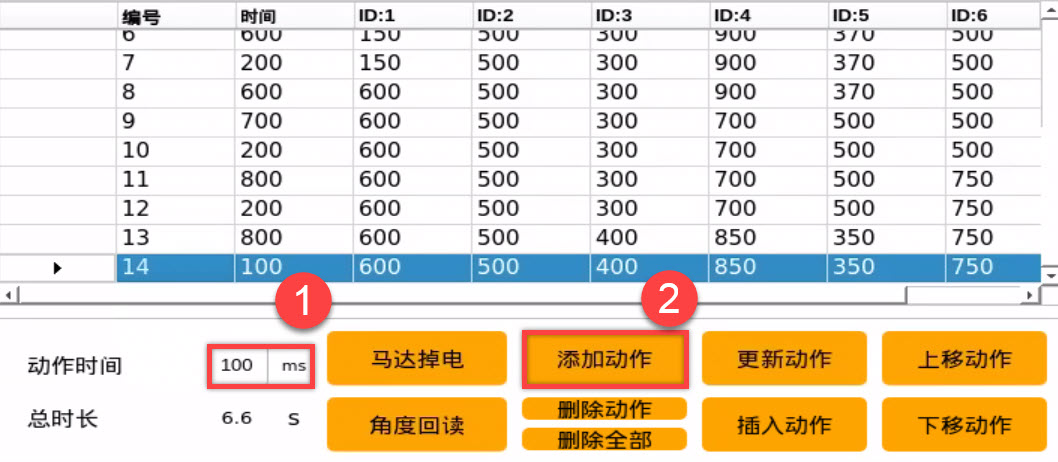 编号 时间 ID:1 ID:2 ID:3 ID:4 ID:5 ID:6
6 600 150 500 300 900 370 500
7 200 150 500 300 900 370 500
8 600 600 500 300 900 370 500
9 700 600 500 300 700 500 500
10 200 600 500 300 700 500 500
11 800 600 500 300 700 500 750
12 200 600 500 300 700 500 750
13 800 600 500 400 850 350 750
14 100 600 500 400 850 350 750
1 2
动作时间 100 ms 马达掉电 添加动作 更新动作 上移动作
总时长 6.6 S 角度回读 删除动作 插入动作 下移动作
删除全部